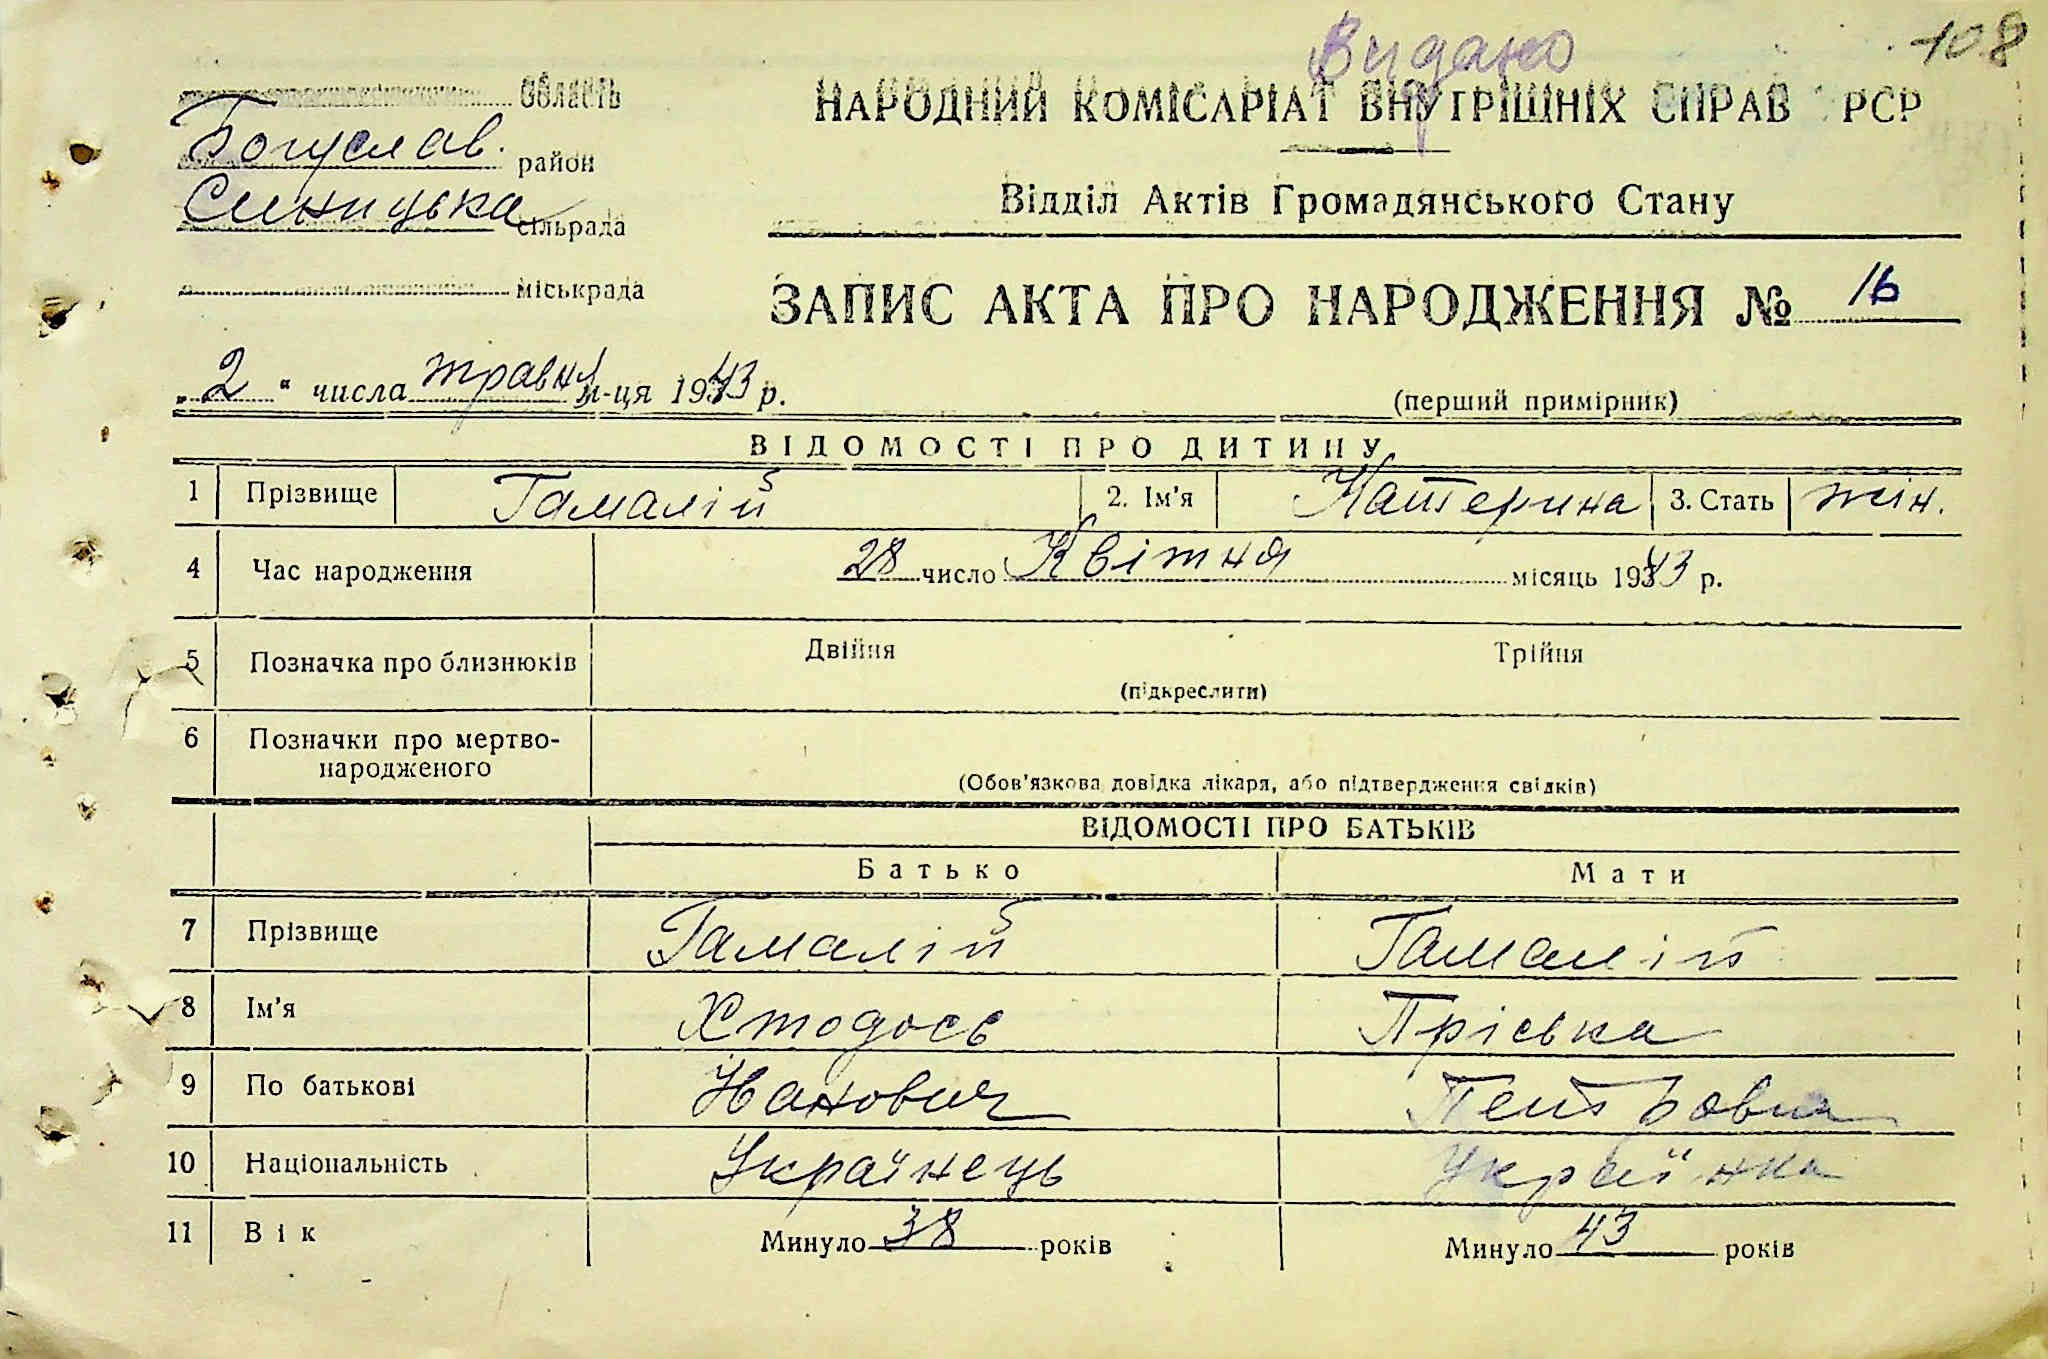 Видано
108
область
НАРОДНИЙ КОМІСАРІАТ ВНУТРІШНІХ СПРАВ РСР
Богуслав. район
Синицька сільрада
Відділ Актів Громадянського Стану
міськрада
ЗАПИС АКТА ПРО НАРОДЖЕННЯ № 16
„2“ числа травня м-ця 1943 р.
(перший примірник)
ВІДОМОСТІ ПРО ДИТИНУ
1 Прізвище Гамалій 2. Ім'я Катерина 3. Стать жін.
4 Час народження 28 число Квітня місяць 1943 р.
5 Позначка про близнюків Двійня Трійня
(підкреслити)
6 Позначки про мертво-
народженого
(Обов'язкова довідка лікаря, або підтвердження свідків)
ВІДОМОСТІ ПРО БАТЬКІВ
Батько Мати
7 Прізвище Гамалій Гамалій
8 Ім'я Хтодось Пріська
9 По батькові Іванович Петровна
10 Національність Українець Українка
11 Вік Минуло 38 років Минуло 43 років